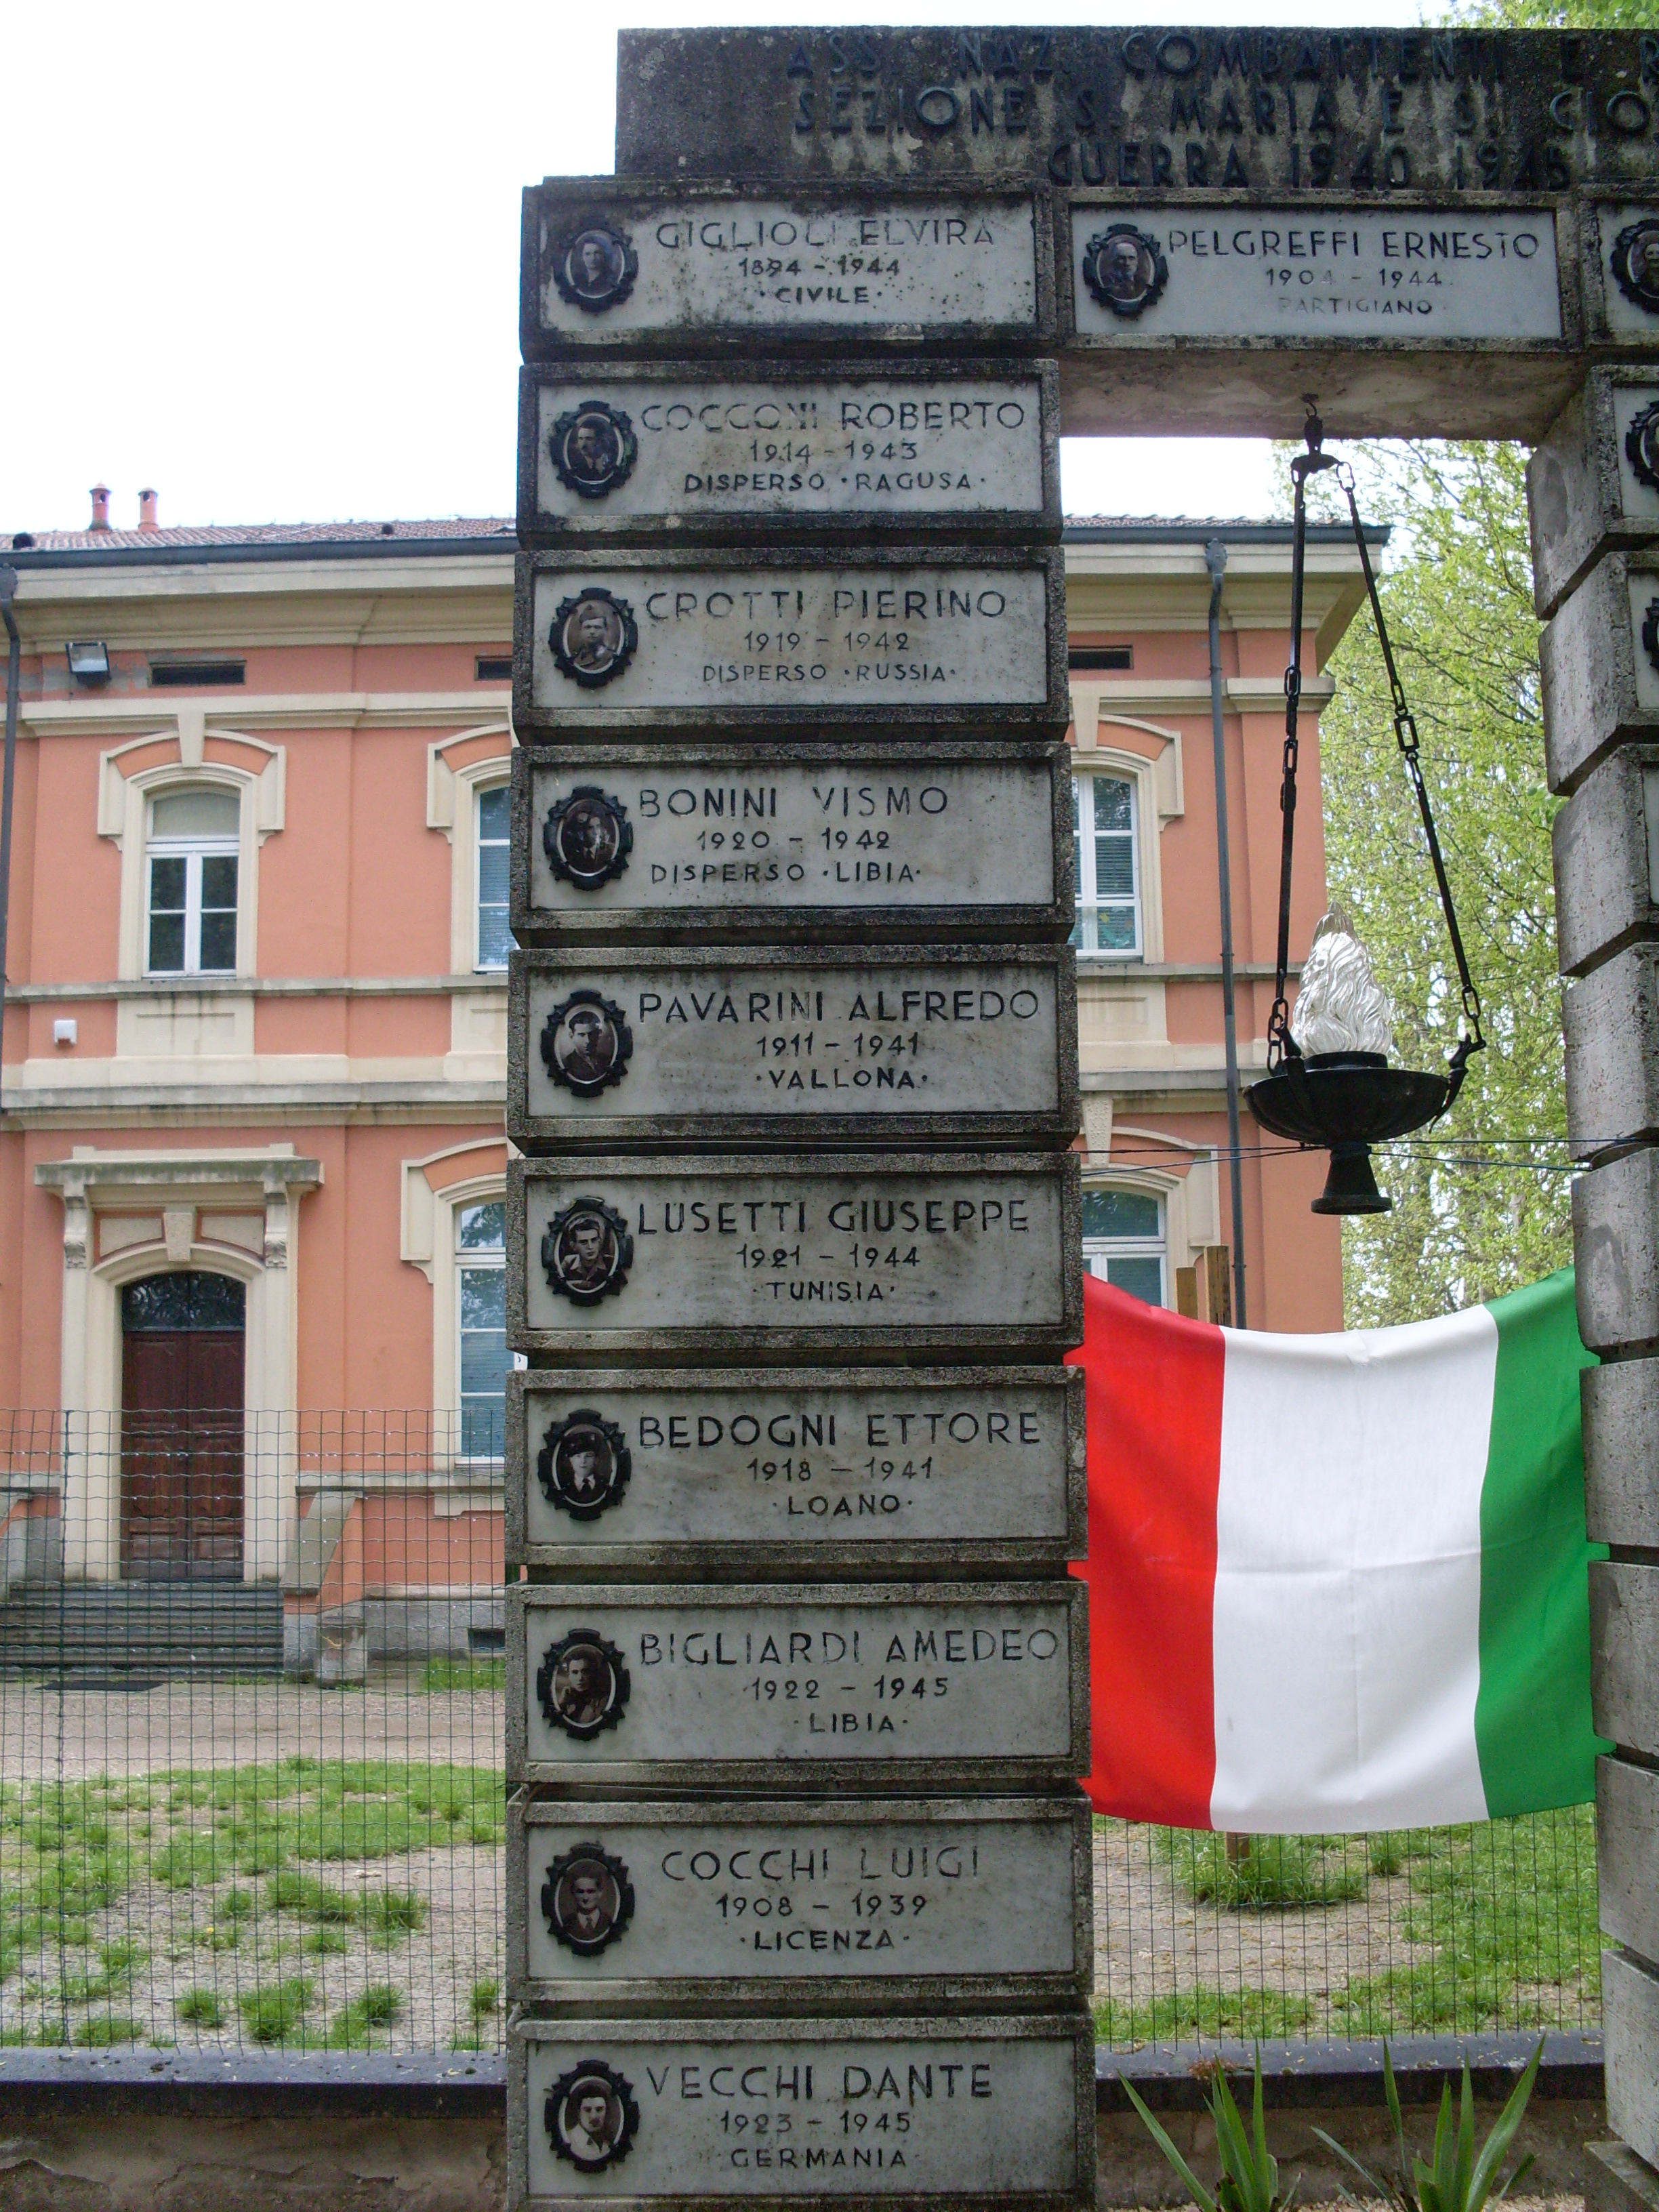 ASS. NAZ. COMBATTENTI E R
SEZIONE S. MARIA E S. GIO
GUERRA 1940 1945
GIGLIOLI ELVIRA
1894 - 1944
· CIVILE ·
PELGREFFI ERNESTO
1904 - 1944
PARTIGIANO
COCCONI ROBERTO
1914 - 1943
DISPERSO · RAGUSA ·
CROTTI PIERINO
1919 - 1942
DISPERSO · RUSSIA ·
BONINI VISMO
1920 - 1942
DISPERSO · LIBIA ·
PAVARINI ALFREDO
1911 - 1941
· VALLONA ·
LUSETTI GIUSEPPE
1921 - 1944
· TUNISIA ·
BEDOGNI ETTORE
1918 - 1941
· LOANO ·
BIGLIARDI AMEDEO
1922 - 1945
· LIBIA ·
COCCHI LUIGI
1908 - 1939
· LICENZA ·
VECCHI DANTE
1923 - 1945
· GERMANIA ·